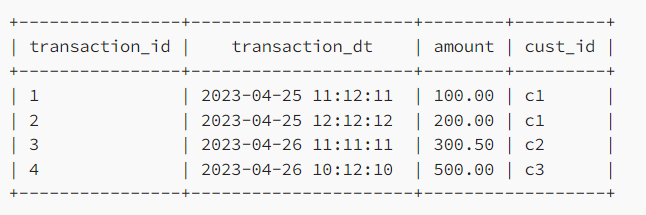 +----------------+----------------------+--------+---------+
| transaction_id |    transaction_dt    | amount | cust_id |
+----------------+----------------------+--------+---------+
| 1              | 2023-04-25 11:12:11  | 100.00 | c1      |
| 2              | 2023-04-25 12:12:12  | 200.00 | c1      |
| 3              | 2023-04-26 11:11:11  | 300.50 | c2      |
| 4              | 2023-04-26 10:12:10  | 500.00 | c3      |
+----------------+----------------------+--------+---------+